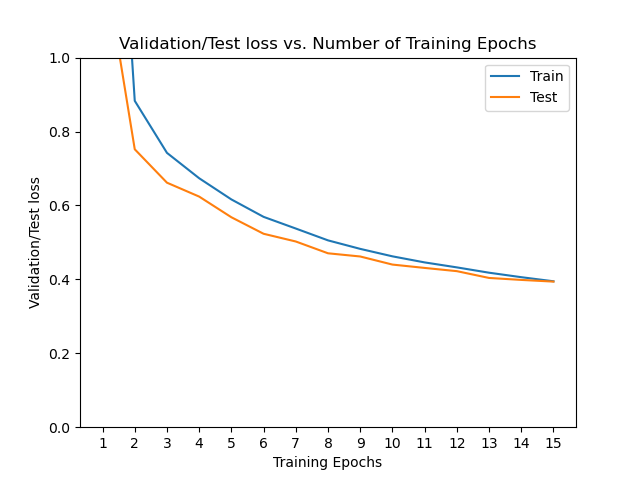 Validation/Test loss vs. Number of Training Epochs
Train
Test
Validation/Test loss
1.0
0.8
0.6
0.4
0.2
0.0
1 2 3 4 5 6 7 8 9 10 11 12 13 14 15
Training Epochs